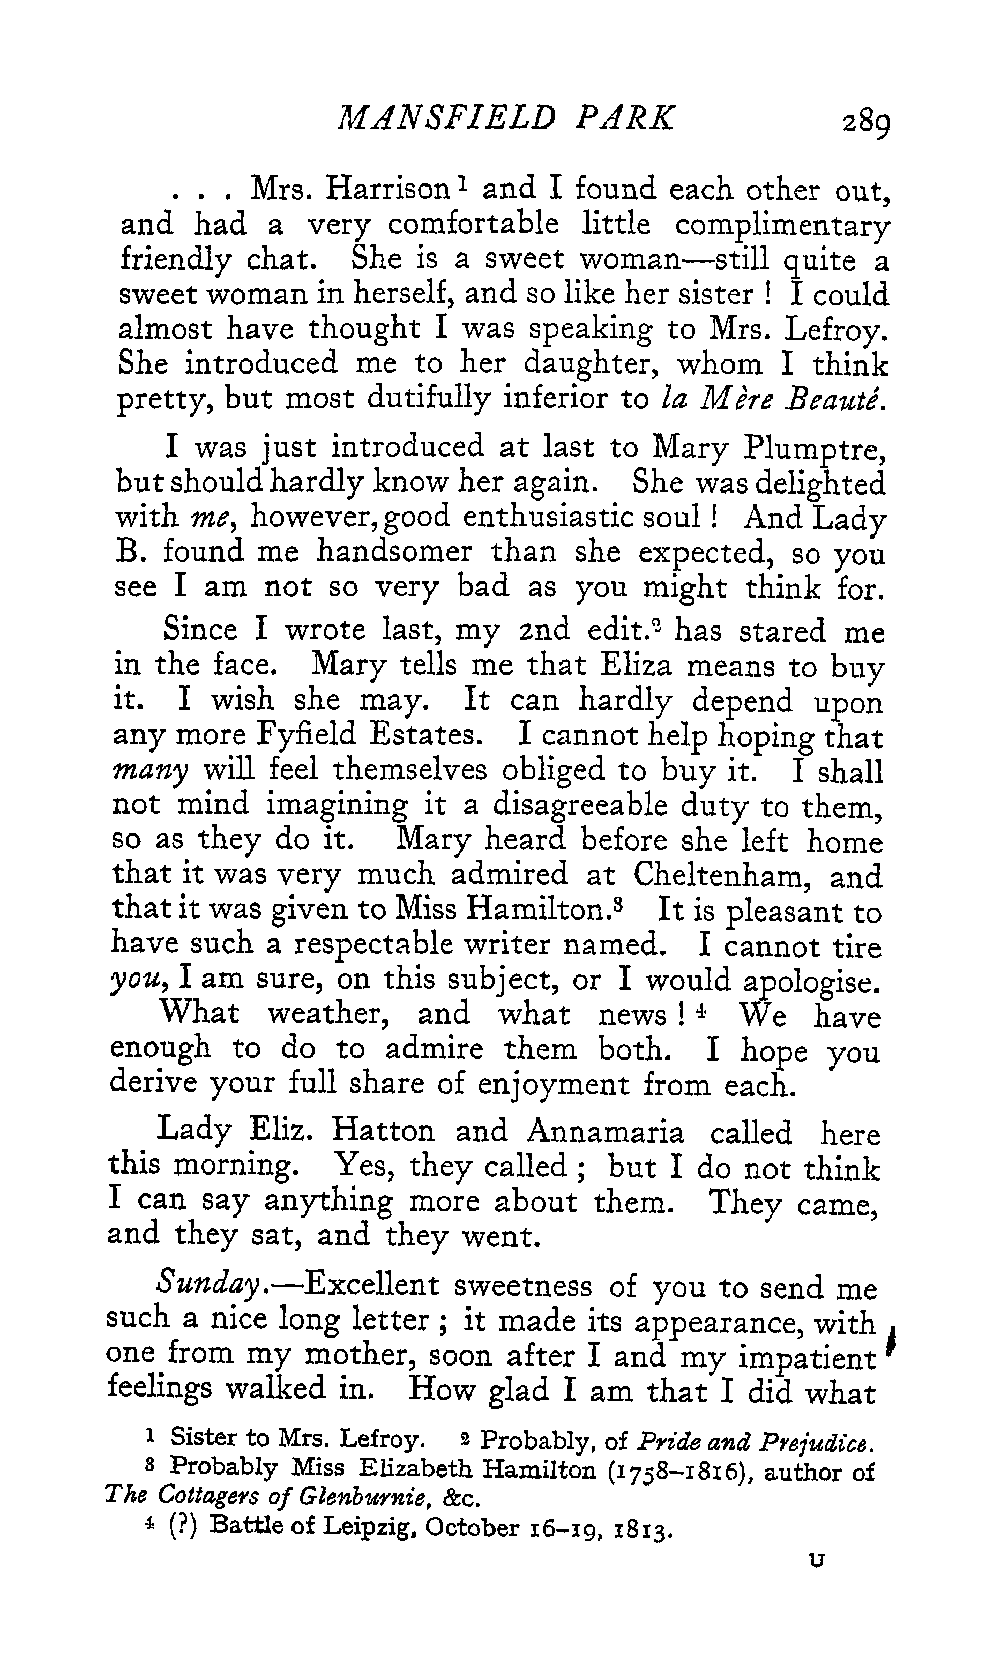 MANSFIELD PARK 289
. . . Mrs. Harrison¹ and I found each other out,
and had a very comfortable little complimentary
friendly chat. She is a sweet woman—still quite a
sweet woman in herself, and so like her sister ! I could
almost have thought I was speaking to Mrs. Lefroy.
She introduced me to her daughter, whom I think
pretty, but most dutifully inferior to la Mère Beauté.
I was just introduced at last to Mary Plumptre,
but should hardly know her again. She was delighted
with me, however, good enthusiastic soul ! And Lady
B. found me handsomer than she expected, so you
see I am not so very bad as you might think for.
Since I wrote last, my 2nd edit.² has stared me
in the face. Mary tells me that Eliza means to buy
it. I wish she may. It can hardly depend upon
any more Fyfield Estates. I cannot help hoping that
many will feel themselves obliged to buy it. I shall
not mind imagining it a disagreeable duty to them,
so as they do it. Mary heard before she left home
that it was very much admired at Cheltenham, and
that it was given to Miss Hamilton.³ It is pleasant to
have such a respectable writer named. I cannot tire
you, I am sure, on this subject, or I would apologise.
What weather, and what news !⁴ We have
enough to do to admire them both. I hope you
derive your full share of enjoyment from each.
Lady Eliz. Hatton and Annamaria called here
this morning. Yes, they called ; but I do not think
I can say anything more about them. They came,
and they sat, and they went.
Sunday.—Excellent sweetness of you to send me
such a nice long letter ; it made its appearance, with
one from my mother, soon after I and my impatient
feelings walked in. How glad I am that I did what
¹ Sister to Mrs. Lefroy. ² Probably, of Pride and Prejudice.
³ Probably Miss Elizabeth Hamilton (1758–1816), author of
The Cottagers of Glenburnie, &c.
⁴ (?) Battle of Leipzig, October 16–19, 1813.
U